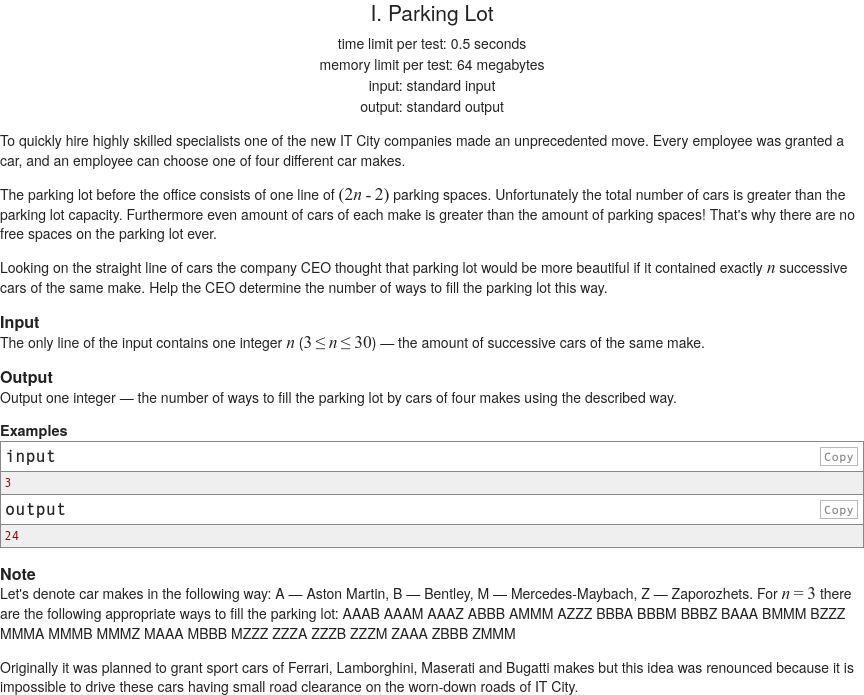 I. Parking Lot
time limit per test: 0.5 seconds
memory limit per test: 64 megabytes
input: standard input
output: standard output
To quickly hire highly skilled specialists one of the new IT City companies made an unprecedented move. Every employee was granted a
car, and an employee can choose one of four different car makes.
The parking lot before the office consists of one line of (2n - 2) parking spaces. Unfortunately the total number of cars is greater than the
parking lot capacity. Furthermore even amount of cars of each make is greater than the amount of parking spaces! That's why there are no
free spaces on the parking lot ever.
Looking on the straight line of cars the company CEO thought that parking lot would be more beautiful if it contained exactly n successive
cars of the same make. Help the CEO determine the number of ways to fill the parking lot this way.
Input
The only line of the input contains one integer n (3 ≤ n ≤ 30) — the amount of successive cars of the same make.
Output
Output one integer — the number of ways to fill the parking lot by cars of four makes using the described way.
Examples
input Copy
3
output Copy
24
Note
Let's denote car makes in the following way: A — Aston Martin, B — Bentley, M — Mercedes-Maybach, Z — Zaporozhets. For n = 3 there
are the following appropriate ways to fill the parking lot: AAAB AAAM AAAZ ABBB AMMM AZZZ BBBA BBBM BBBZ BAAA BMMM BZZZ
MMMA MMMB MMMZ MAAA MBBB MZZZ ZZZA ZZZB ZZZM ZAAA ZBBB ZMMM
Originally it was planned to grant sport cars of Ferrari, Lamborghini, Maserati and Bugatti makes but this idea was renounced because it is
impossible to drive these cars having small road clearance on the worn-down roads of IT City.